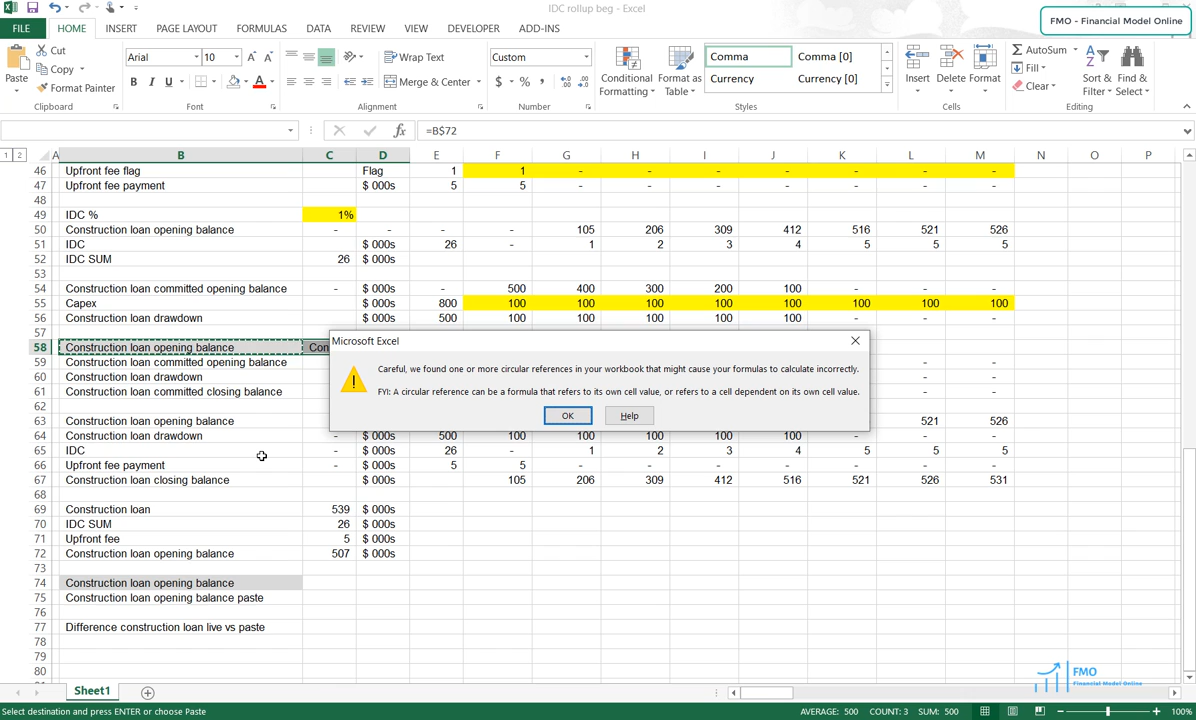 IDC rollup beg - Excel
FMO - Financial Model Online
FILE HOME INSERT PAGE LAYOUT FORMULAS DATA REVIEW VIEW DEVELOPER ADD-INS
Paste
Cut
Copy
Format Painter
Clipboard
Arial 10
B I U
Font
Wrap Text
Merge & Center
Alignment
Custom
$ % ,
Number
Conditional Formatting
Format as Table
Comma Comma [0]
Currency Currency [0]
Styles
Insert Delete Format
Cells
AutoSum
Fill
Clear
Sort & Filter
Find & Select
Editing
fx =B$72
1 2
A B C D E F G H I J K L M N O P
46 Upfront fee flag Flag 1 1 - - - - - - -
47 Upfront fee payment $ 000s 5 5 - - - - - - -
48
49 IDC % 1%
50 Construction loan opening balance - - - - 105 206 309 412 516 521 526
51 IDC $ 000s 26 - 1 2 3 4 5 5 5
52 IDC SUM 26 $ 000s
53
54 Construction loan committed opening balance - $ 000s - 500 400 300 200 100 - - -
55 Capex $ 000s 800 100 100 100 100 100 100 100 100
56 Construction loan drawdown $ 000s 500 100 100 100 100 100 - - -
57
58 Construction loan opening balance Con
59 Construction loan committed opening balance - -
60 Construction loan drawdown - -
61 Construction loan committed closing balance - -
62
63 Construction loan opening balance 521 526
64 Construction loan drawdown - $ 000s 500 100 100 100 100 100 - - -
65 IDC - $ 000s 26 - 1 2 3 4 5 5 5
66 Upfront fee payment - $ 000s 5 5 - - - - - - -
67 Construction loan closing balance $ 000s 105 206 309 412 516 521 526 531
68
69 Construction loan 539 $ 000s
70 IDC SUM 26 $ 000s
71 Upfront fee 5 $ 000s
72 Construction loan opening balance 507 $ 000s
73
74 Construction loan opening balance
75 Construction loan opening balance paste
76
77 Difference construction loan live vs paste
78
79
80
Microsoft Excel
Careful, we found one or more circular references in your workbook that might cause your formulas to calculate incorrectly.
FYI: A circular reference can be a formula that refers to its own cell value, or refers to a cell dependent on its own cell value.
OK Help
FMO
Financial Model Online
Sheet1
Select destination and press ENTER or choose Paste
AVERAGE: 500 COUNT: 3 SUM: 500
100%